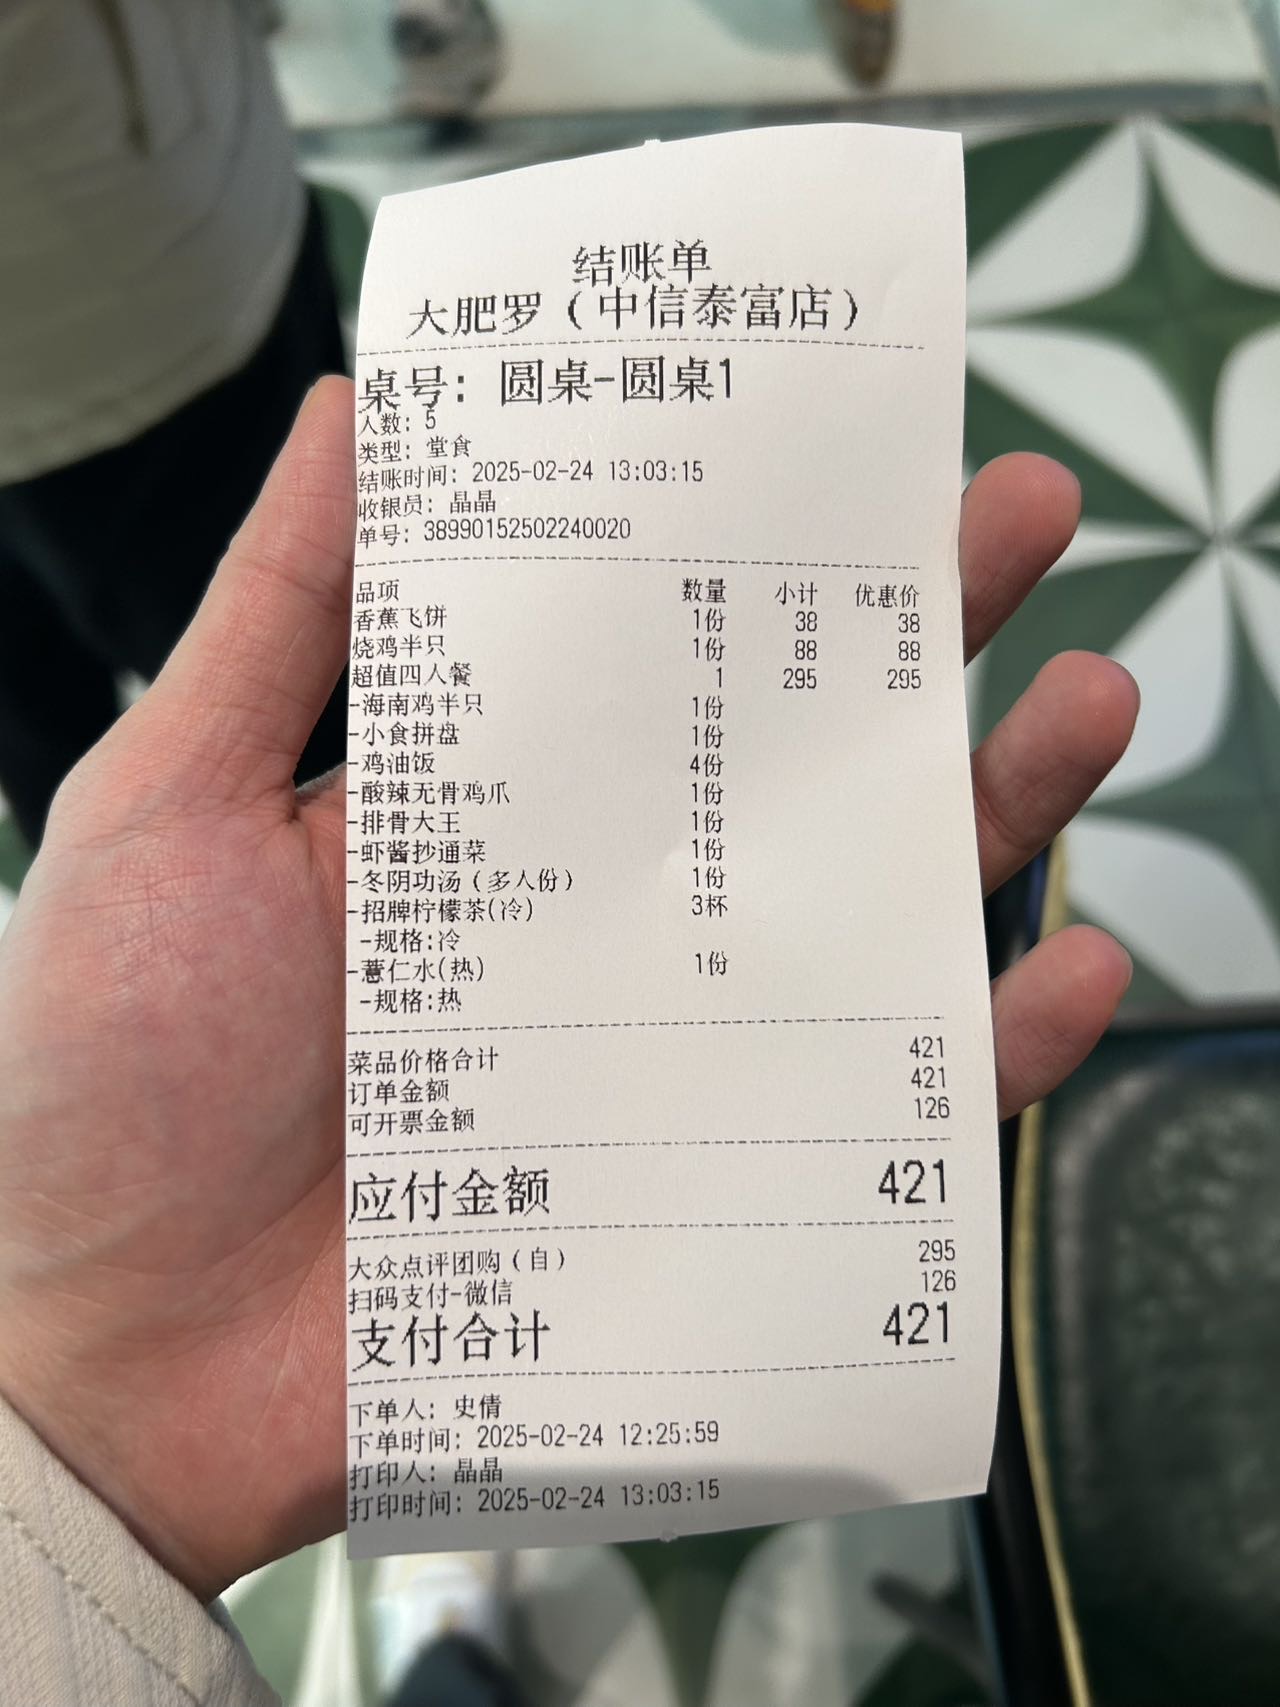 结账单
大肥罗（中信泰富店）
桌号：圆桌-圆桌1
人数：5
类型：堂食
结账时间：2025-02-24 13:03:15
收银员：晶晶
单号：38990152502240020
品项 数量 小计 优惠价
香蕉飞饼 1份 38 38
烧鸡半只 1份 88 88
超值四人餐 1 295 295
-海南鸡半只 1份
-小食拼盘 1份
-鸡油饭 4份
-酸辣无骨鸡爪 1份
-排骨大王 1份
-虾酱抄通菜 1份
-冬阴功汤（多人份） 1份
-招牌柠檬茶(冷) 3杯
-规格:冷
-薏仁水(热) 1份
-规格:热
菜品价格合计 421
订单金额 421
可开票金额 126
应付金额 421
大众点评团购（自） 295
扫码支付-微信 126
支付合计 421
下单人：史倩
下单时间：2025-02-24 12:25:59
打印人：晶晶
打印时间：2025-02-24 13:03:15